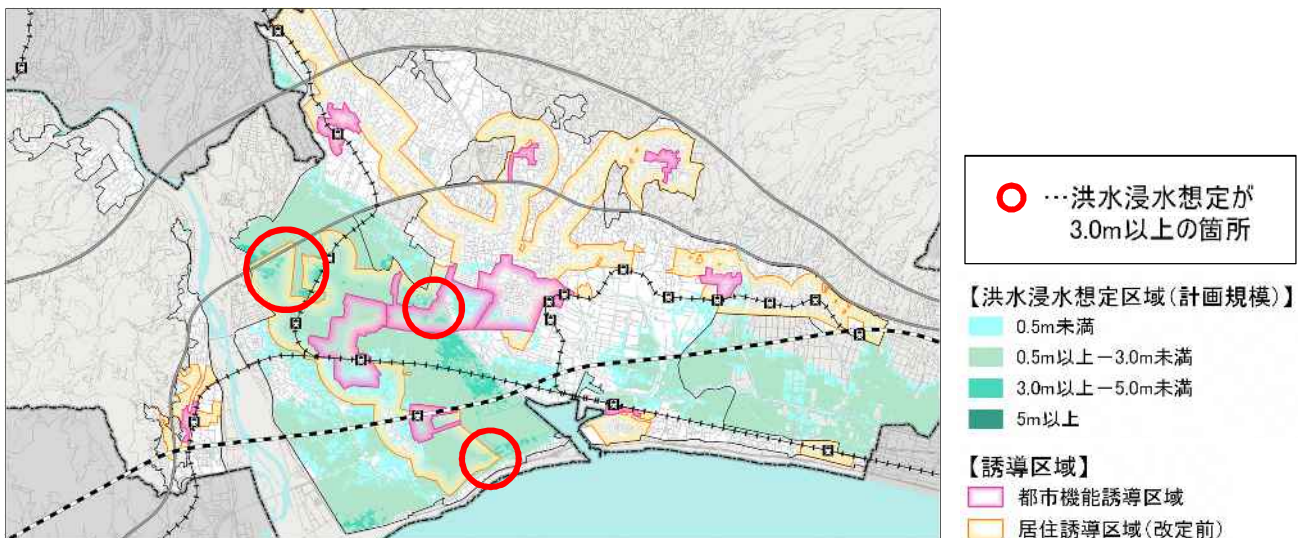 …洪水浸水想定が
3.0m以上の箇所
【洪水浸水想定区域(計画規模)】
0.5m未満
0.5m以上－3.0m未満
3.0m以上－5.0m未満
5m以上
【誘導区域】
都市機能誘導区域
居住誘導区域(改定前)